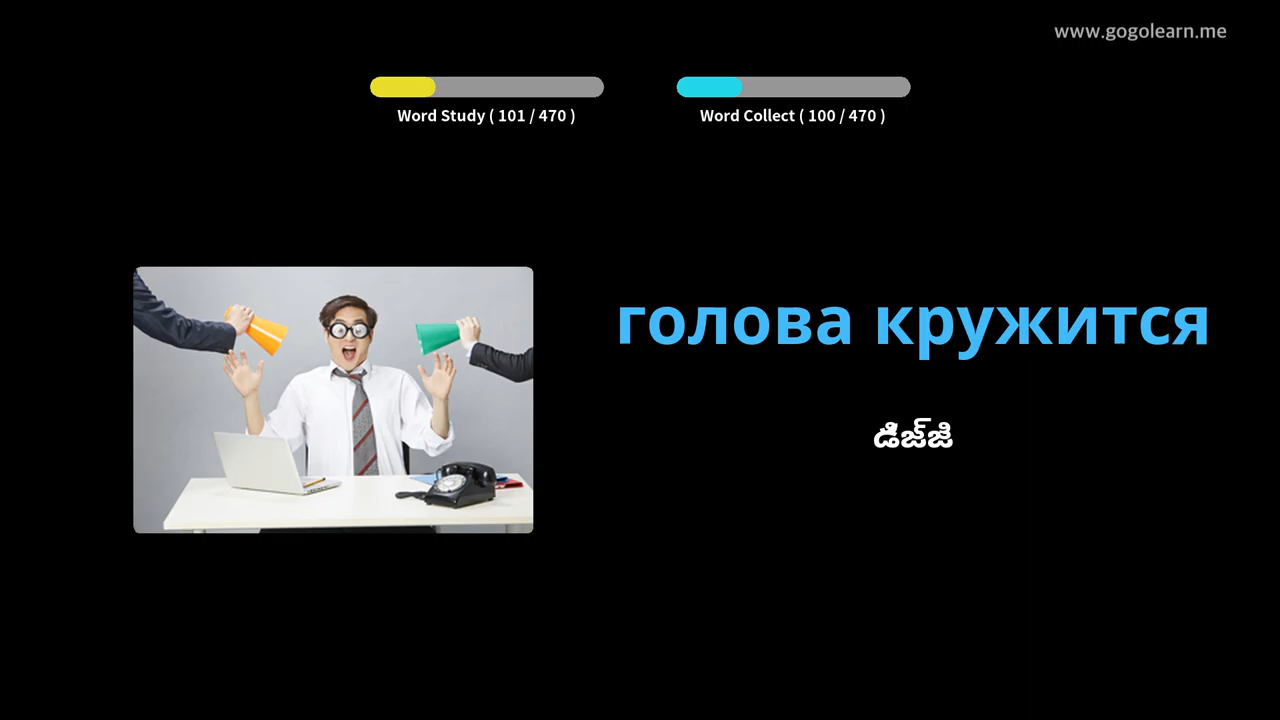 www.gogolearn.me
Word Study ( 101 / 470 )
Word Collect ( 100 / 470 )
голова кружится
డిజ్‌జి